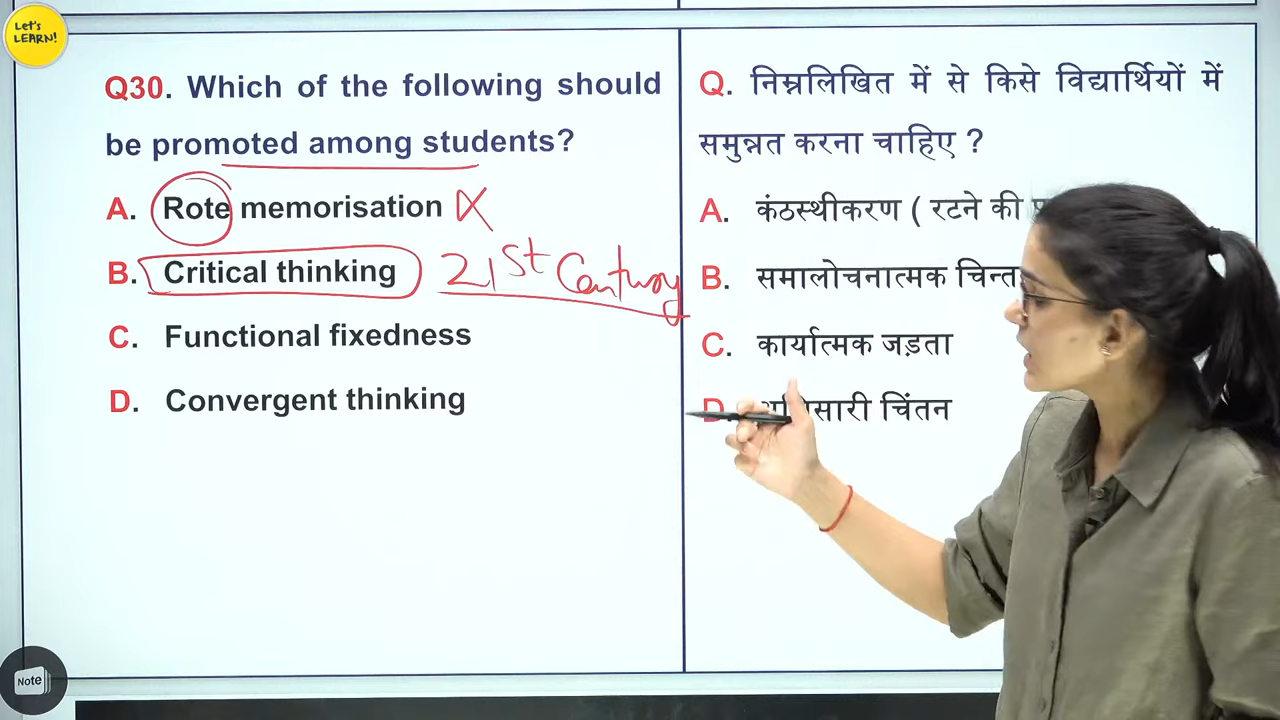 Let's
LEARN!
Q30. Which of the following should
be promoted among students?
A. Rote memorisation
B. Critical thinking 21st Century
C. Functional fixedness
D. Convergent thinking
Q. निम्नलिखित में से किसे विद्यार्थियों में
समुन्नत करना चाहिए ?
A. कंठस्थीकरण ( रटने की
B. समालोचनात्मक
C. कार्यात्मक जड़ता
D. चिंतन
Note